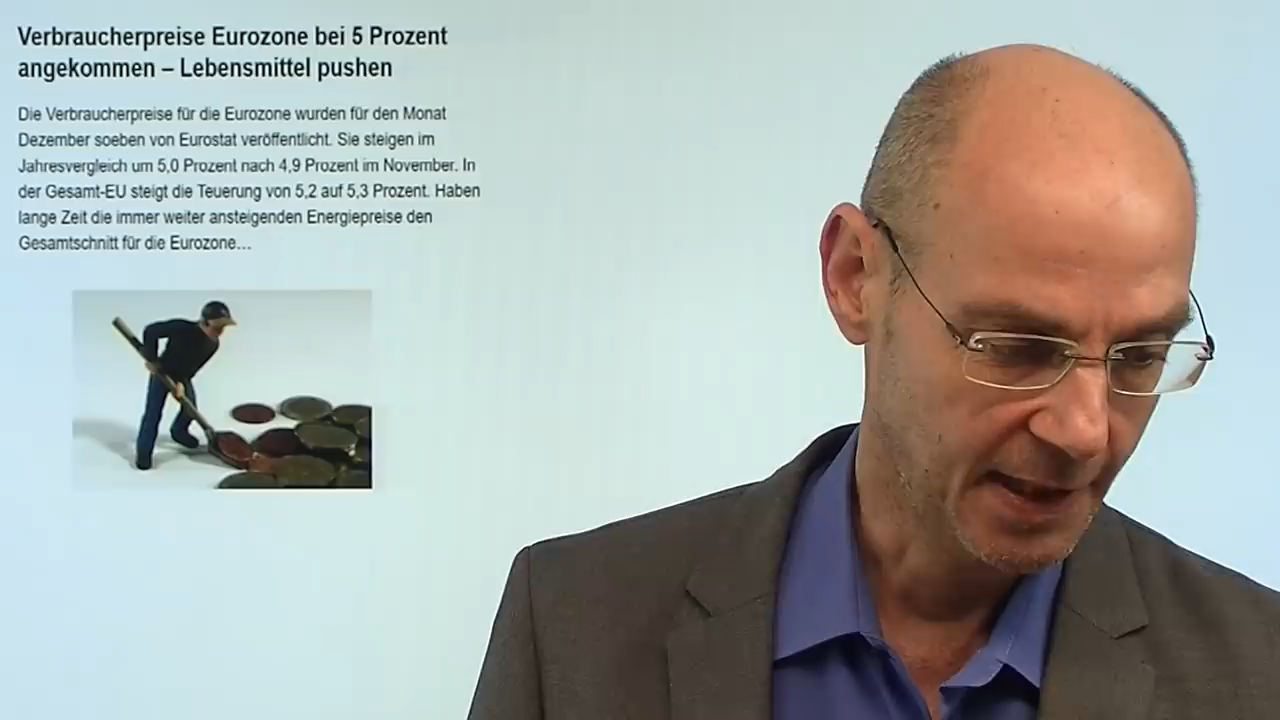 Verbraucherpreise Eurozone bei 5 Prozent
angekommen – Lebensmittel pushen
Die Verbraucherpreise für die Eurozone wurden für den Monat
Dezember soeben von Eurostat veröffentlicht. Sie steigen im
Jahresvergleich um 5,0 Prozent nach 4,9 Prozent im November. In
der Gesamt-EU steigt die Teuerung von 5,2 auf 5,3 Prozent. Haben
lange Zeit die immer weiter ansteigenden Energiepreise den
Gesamtschnitt für die Eurozone…